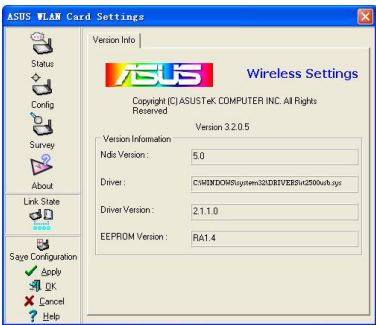 ASUS WLAN Card Settings
Status
Config
Survey
About
Link State
Save Configuration
Apply
OK
Cancel
Help
Version Info
ASUS
Wireless Settings
Copyright (C) ASUSTeK COMPUTER INC. All Rights
Reserved
Version 3.2.0.5
Version Information
Ndis Version : 5.0
Driver : C:\WINDOWS\system32\DRIVERS\rt2500usb.sys
Driver Version : 2.1.1.0
EEPROM Version : RA1.4